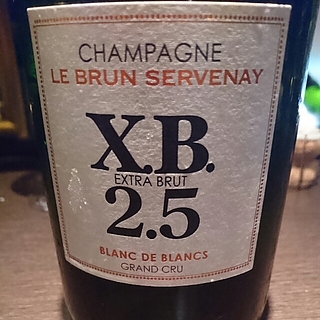 CHAMPAGNE
LE BRUN SERVENAY
X.B.
EXTRA BRUT
2.5
BLANC DE BLANCS
GRAND CRU